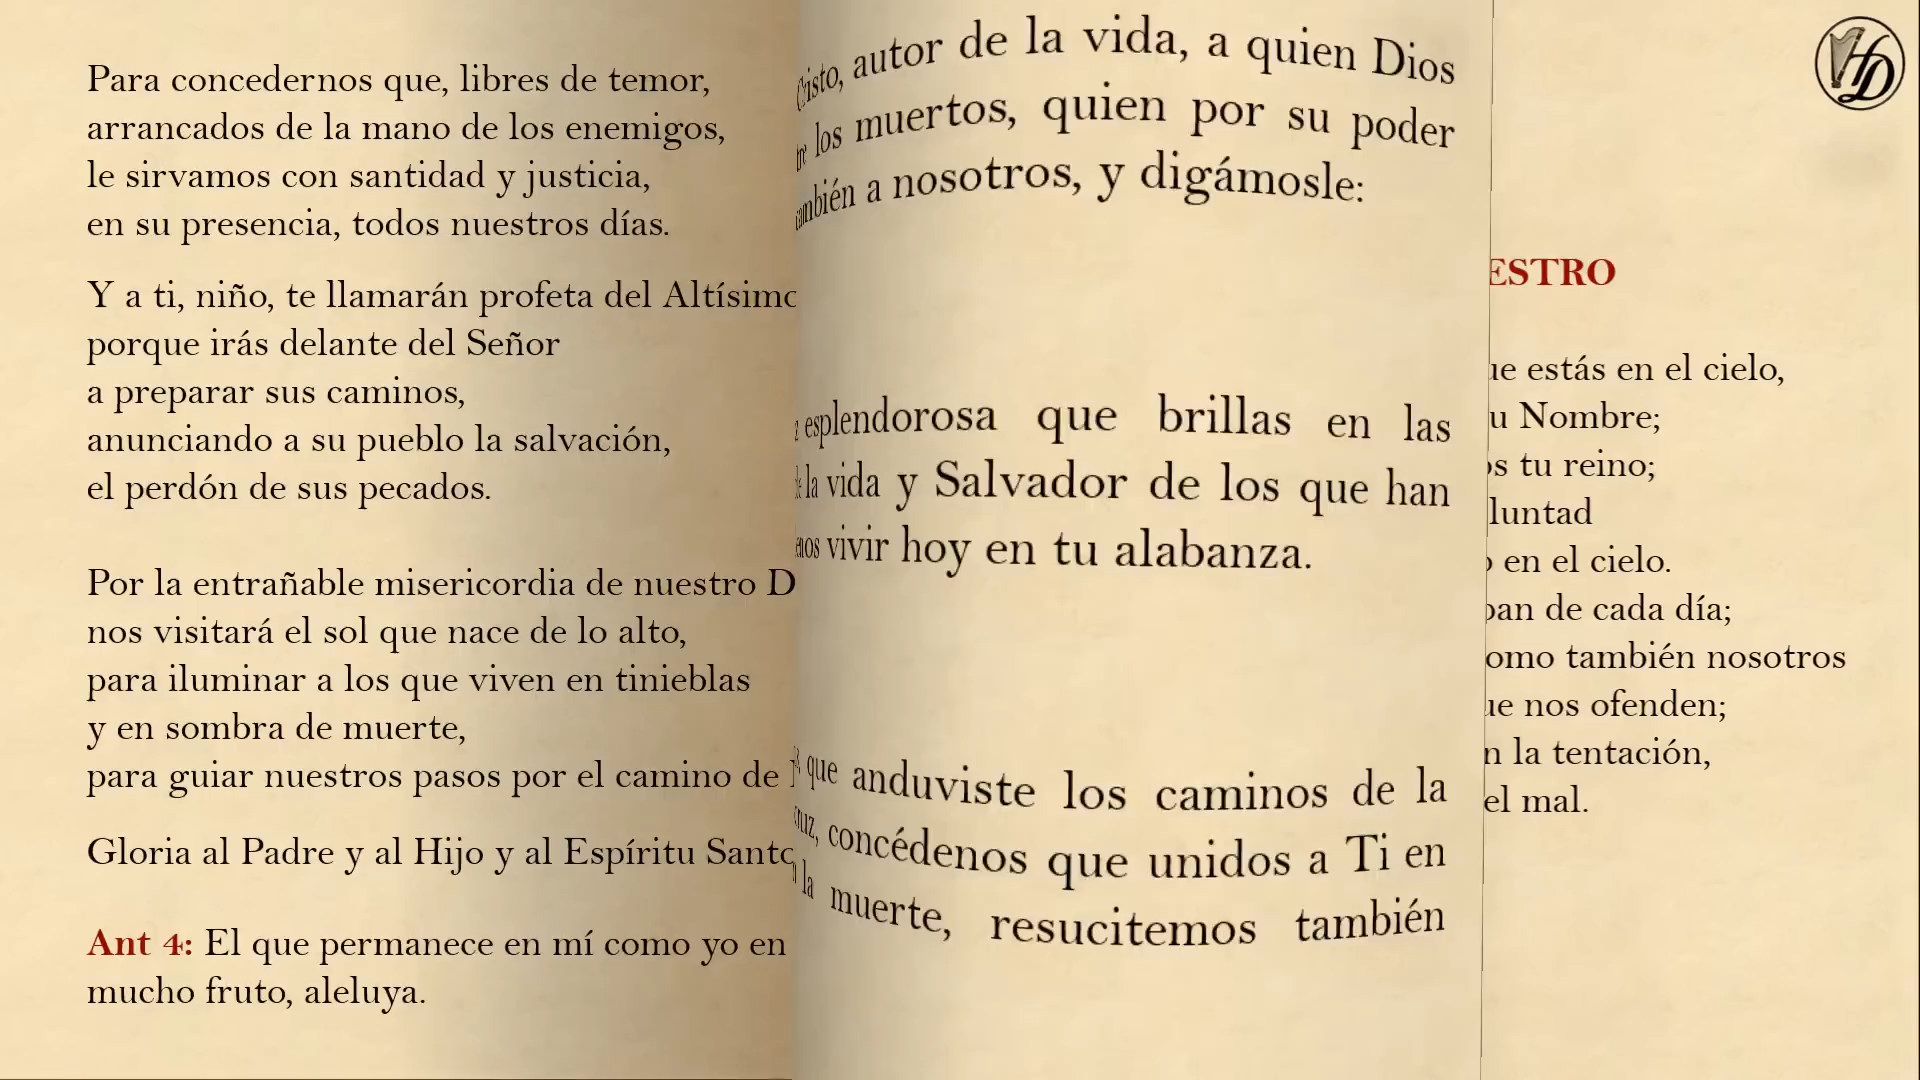 Para concedernos que, libres de temor,
arrancados de la mano de los enemigos,
le sirvamos con santidad y justicia,
en su presencia, todos nuestros días.
Y a ti, niño, te llamarán profeta del Altísimo
porque irás delante del Señor
a preparar sus caminos,
anunciando a su pueblo la salvación,
el perdón de sus pecados.
Por la entrañable misericordia de nuestro D
nos visitará el sol que nace de lo alto,
para iluminar a los que viven en tinieblas
y en sombra de muerte,
para guiar nuestros pasos por el camino de
Gloria al Padre y al Hijo y al Espíritu Santo
Ant 4: El que permanece en mí como yo en
mucho fruto, aleluya.
Cristo, autor de la vida, a quien Dios
los muertos, quien por su poder
también a nosotros, y digámosle:
esplendorosa que brillas en las
la vida y Salvador de los que han
vivir hoy en tu alabanza.
que anduviste los caminos de la
cruz, concédenos que unidos a Ti en
la muerte, resucitemos también
ESTRO
ue estás en el cielo,
u Nombre;
os tu reino;
luntad
en el cielo.
pan de cada día;
omo también nosotros
ue nos ofenden;
n la tentación,
el mal.
HD